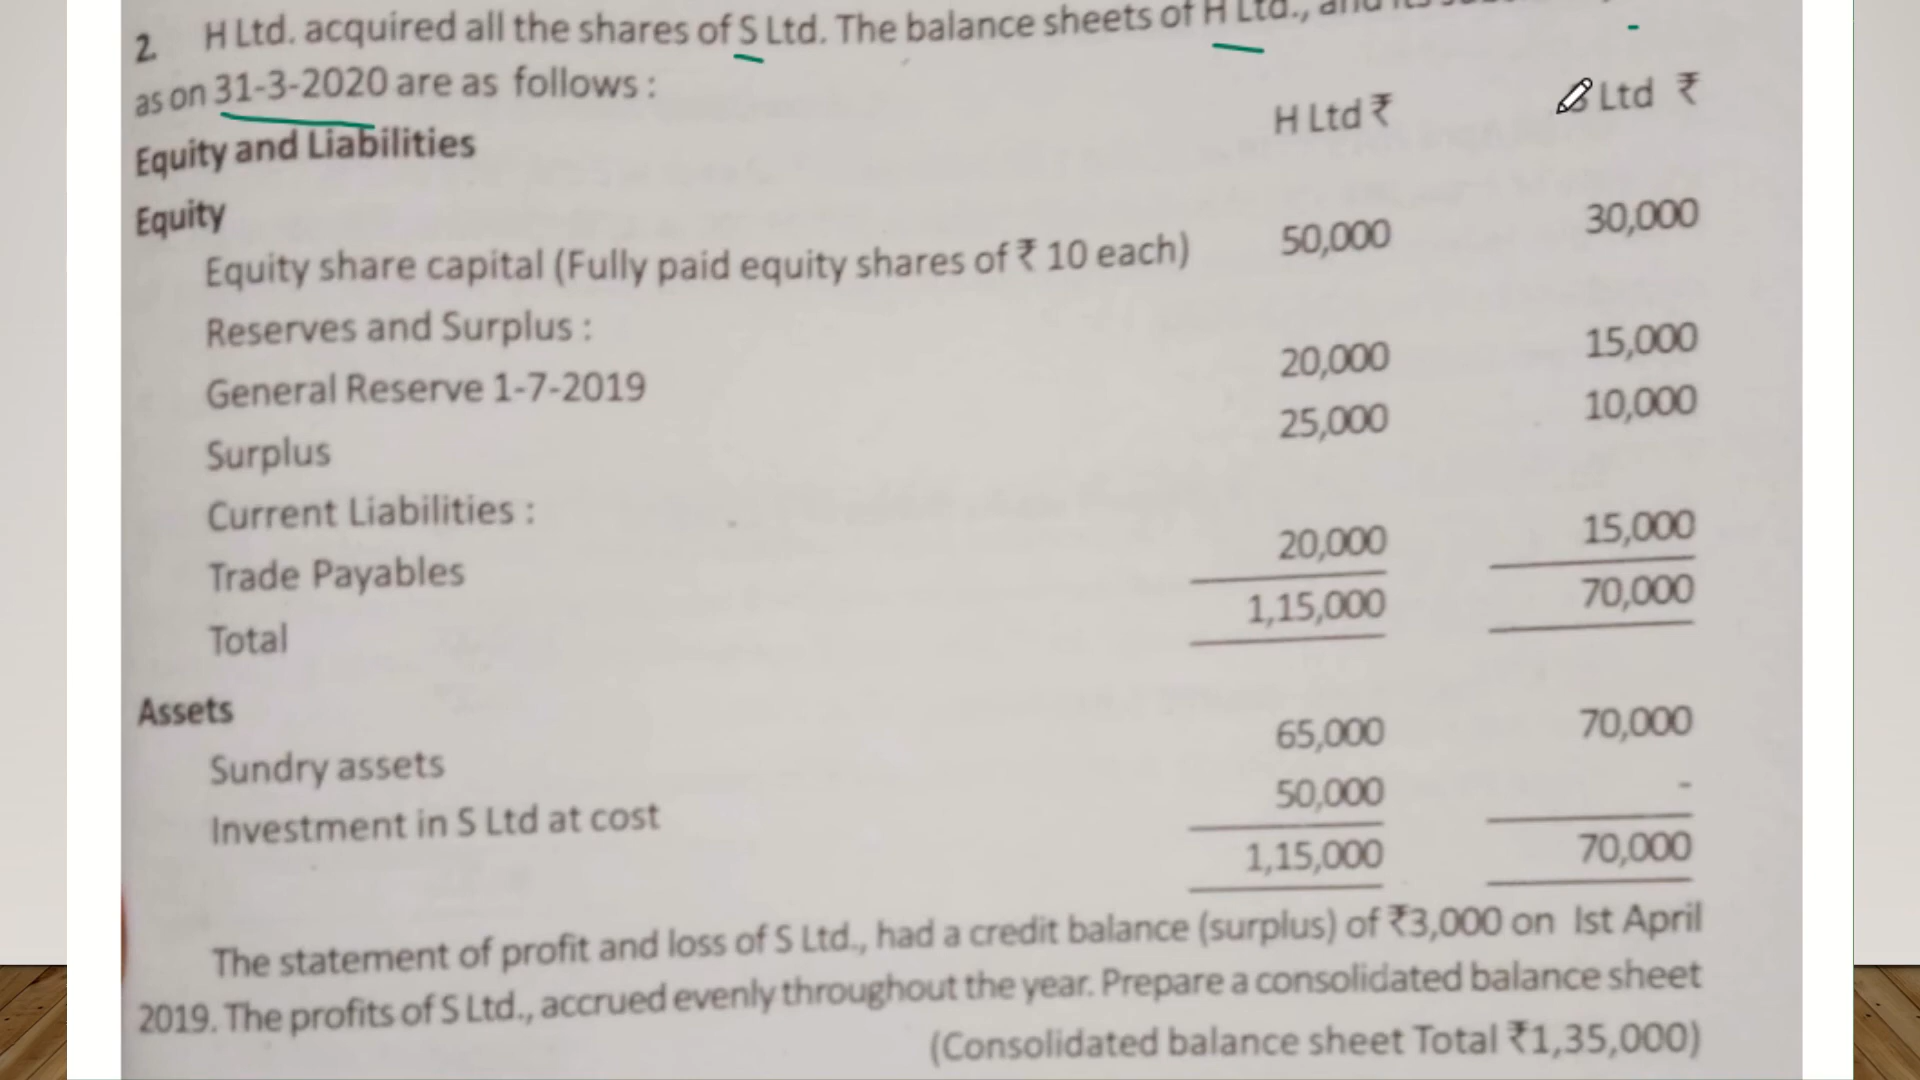 2. H Ltd. acquired all the shares of S Ltd. The balance sheets of H Ltd., and its
as on 31-3-2020 are as follows :
H Ltd ₹ Ltd ₹
Equity and Liabilities
Equity
Equity share capital (Fully paid equity shares of ₹ 10 each) 50,000 30,000
Reserves and Surplus :
General Reserve 1-7-2019 20,000 15,000
Surplus 25,000 10,000
Current Liabilities :
Trade Payables 20,000 15,000
Total 1,15,000 70,000
Assets
Sundry assets 65,000 70,000
Investment in S Ltd at cost 50,000 -
1,15,000 70,000
The statement of profit and loss of S Ltd., had a credit balance (surplus) of ₹3,000 on Ist April
2019. The profits of S Ltd., accrued evenly throughout the year. Prepare a consolidated balance sheet
(Consolidated balance sheet Total ₹1,35,000)